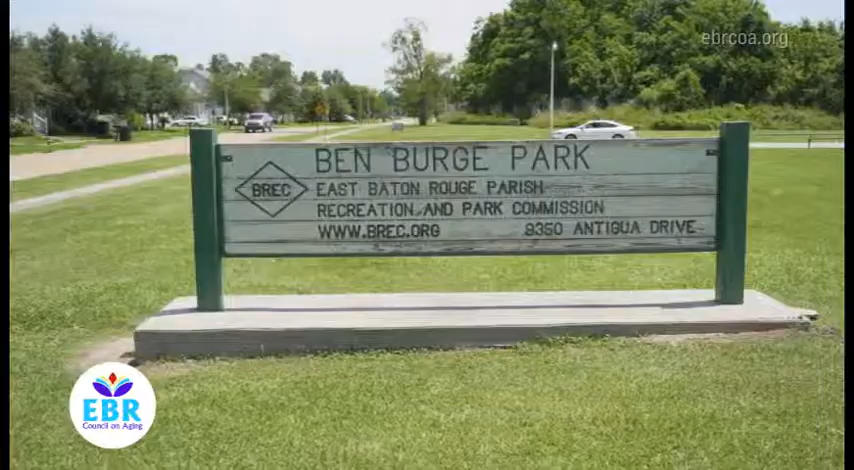 ebrcoa.org
BEN BURGE PARK
BREC
EAST BATON ROUGE PARISH
RECREATION AND PARK COMMISSION
WWW.BREC.ORG 9350 ANTIGUA DRIVE
EBR
Council on Aging